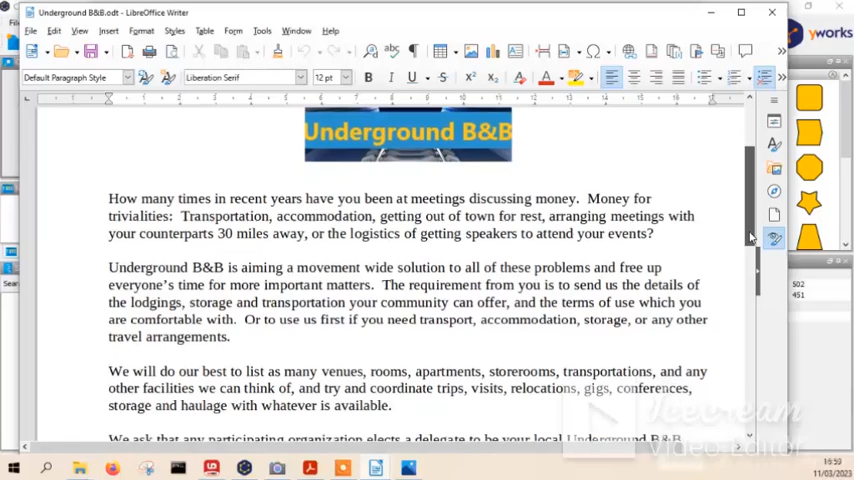 Underground B&B.odt - LibreOffice Writer
File Edit View Insert Format Styles Table Form Tools Window Help
yworks
Default Paragraph Style
Liberation Serif
12 pt
Underground B&B
How many times in recent years have you been at meetings discussing money. Money for
trivialities: Transportation, accommodation, getting out of town for rest, arranging meetings with
your counterparts 30 miles away, or the logistics of getting speakers to attend your events?
Underground B&B is aiming a movement wide solution to all of these problems and free up
everyone's time for more important matters. The requirement from you is to send us the details of
the lodgings, storage and transportation your community can offer, and the terms of use which you
are comfortable with. Or to use us first if you need transport, accommodation, storage, or any other
travel arrangements.
We will do our best to list as many venues, rooms, apartments, storerooms, transportations, and any
other facilities we can think of, and try and coordinate trips, visits, relocations, gigs, conferences,
storage and haulage with whatever is available.
We ask that any participating organization elects a delegate to be your local Underground B&B
502
451
Icecream
Video Editor
16:59
11/03/2023